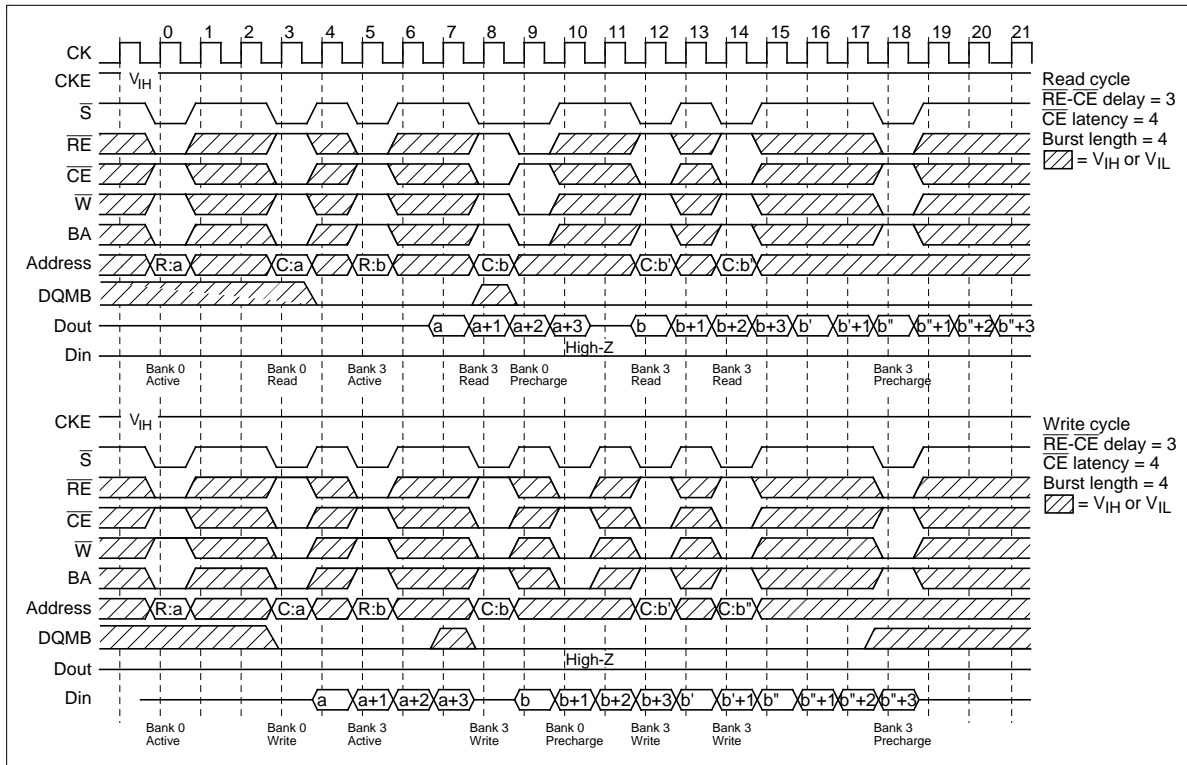 0 1 2 3 4 5 6 7 8 9 10 11 12 13 14 15 16 17 18 19 20 21
CK
CKE VIH
S
RE
CE
W
BA
Address R:a C:a R:b C:b C:b' C:b"
DQMB
Dout a a+1 a+2 a+3 b b+1 b+2 b+3 b' b'+1 b" b"+1 b"+2 b"+3
High-Z
Din
Bank 0 Active
Bank 0 Read
Bank 3 Active
Bank 3 Read
Bank 0 Precharge
Bank 3 Read
Bank 3 Read
Bank 3 Precharge
Read cycle
RE-CE delay = 3
CE latency = 4
Burst length = 4
= VIH or VIL
CKE VIH
S
RE
CE
W
BA
Address R:a C:a R:b C:b C:b' C:b"
DQMB
High-Z
Dout
Din a a+1 a+2 a+3 b b+1 b+2 b+3 b' b'+1 b" b"+1 b"+2 b"+3
Bank 0 Active
Bank 0 Write
Bank 3 Active
Bank 3 Write
Bank 0 Precharge
Bank 3 Write
Bank 3 Write
Bank 3 Precharge
Write cycle
RE-CE delay = 3
CE latency = 4
Burst length = 4
= VIH or VIL